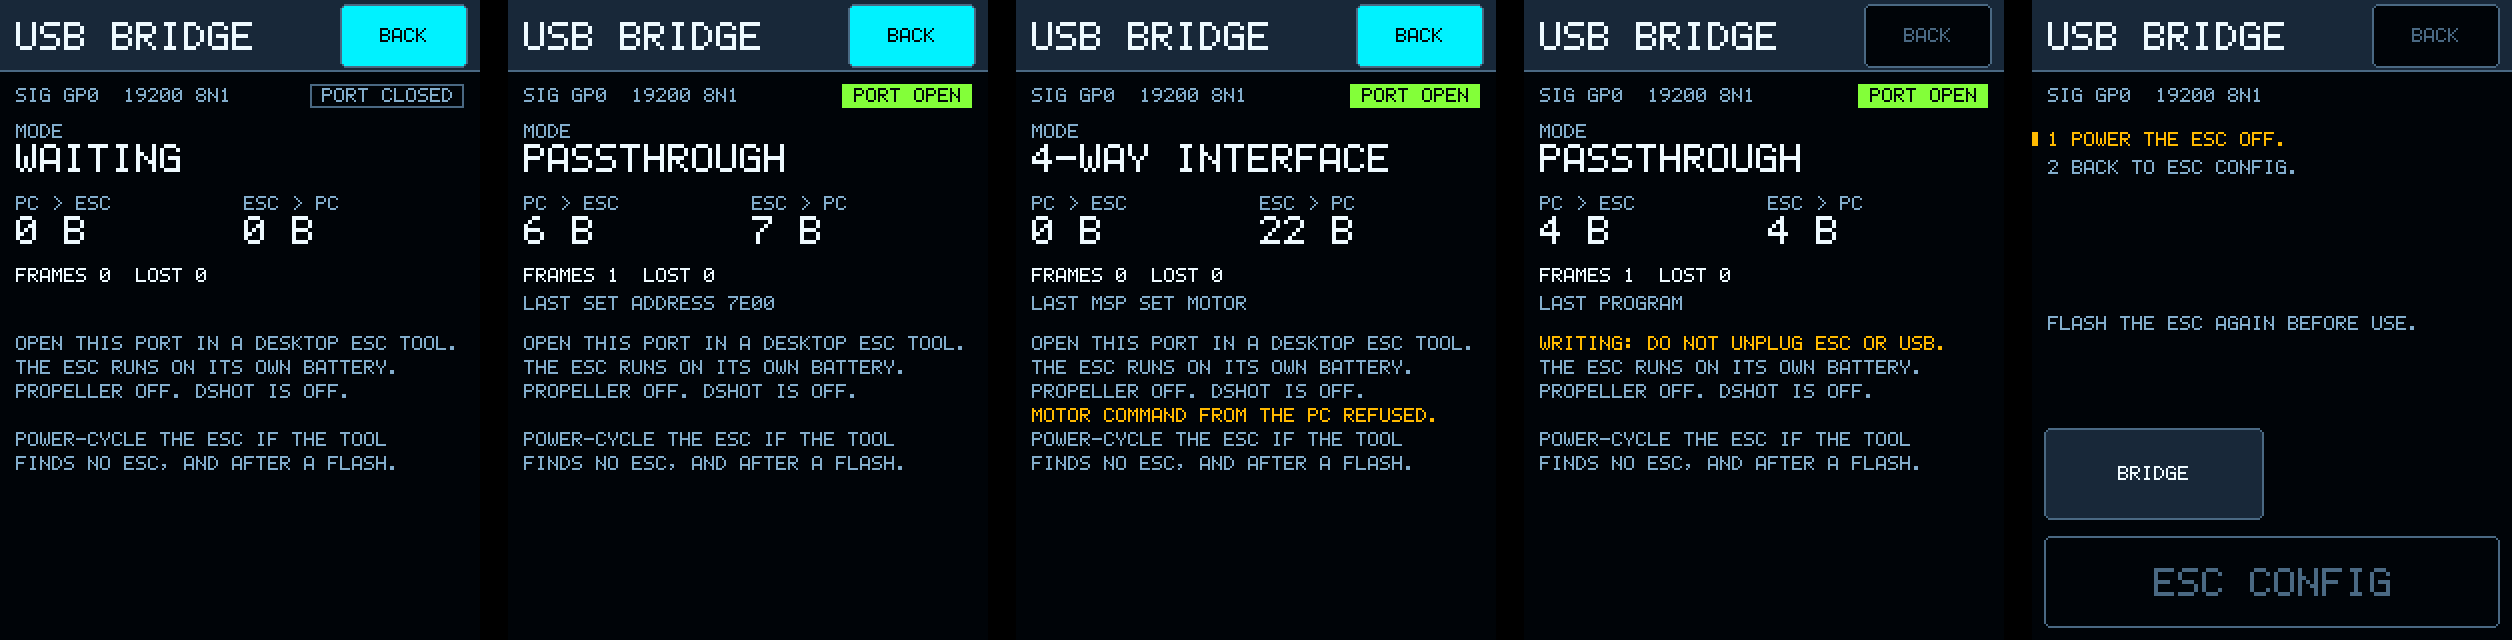 USB BRIDGE BACK
SIG GP0 19200 8N1 PORT CLOSED
MODE
WAITING
PC > ESC ESC > PC
0 B 0 B
FRAMES 0 LOST 0
OPEN THIS PORT IN A DESKTOP ESC TOOL.
THE ESC RUNS ON ITS OWN BATTERY.
PROPELLER OFF. DSHOT IS OFF.
POWER-CYCLE THE ESC IF THE TOOL
FINDS NO ESC, AND AFTER A FLASH.
USB BRIDGE BACK
SIG GP0 19200 8N1 PORT OPEN
MODE
PASSTHROUGH
PC > ESC ESC > PC
6 B 7 B
FRAMES 1 LOST 0
LAST SET ADDRESS 7E00
OPEN THIS PORT IN A DESKTOP ESC TOOL.
THE ESC RUNS ON ITS OWN BATTERY.
PROPELLER OFF. DSHOT IS OFF.
POWER-CYCLE THE ESC IF THE TOOL
FINDS NO ESC, AND AFTER A FLASH.
USB BRIDGE BACK
SIG GP0 19200 8N1 PORT OPEN
MODE
4-WAY INTERFACE
PC > ESC ESC > PC
0 B 22 B
FRAMES 0 LOST 0
LAST MSP SET MOTOR
OPEN THIS PORT IN A DESKTOP ESC TOOL.
THE ESC RUNS ON ITS OWN BATTERY.
PROPELLER OFF. DSHOT IS OFF.
MOTOR COMMAND FROM THE PC REFUSED.
POWER-CYCLE THE ESC IF THE TOOL
FINDS NO ESC, AND AFTER A FLASH.
USB BRIDGE BACK
SIG GP0 19200 8N1 PORT OPEN
MODE
PASSTHROUGH
PC > ESC ESC > PC
4 B 4 B
FRAMES 1 LOST 0
LAST PROGRAM
WRITING: DO NOT UNPLUG ESC OR USB.
THE ESC RUNS ON ITS OWN BATTERY.
PROPELLER OFF. DSHOT IS OFF.
POWER-CYCLE THE ESC IF THE TOOL
FINDS NO ESC, AND AFTER A FLASH.
USB BRIDGE BACK
SIG GP0 19200 8N1
1 POWER THE ESC OFF.
2 BACK TO ESC CONFIG.
FLASH THE ESC AGAIN BEFORE USE.
BRIDGE
ESC CONFIG